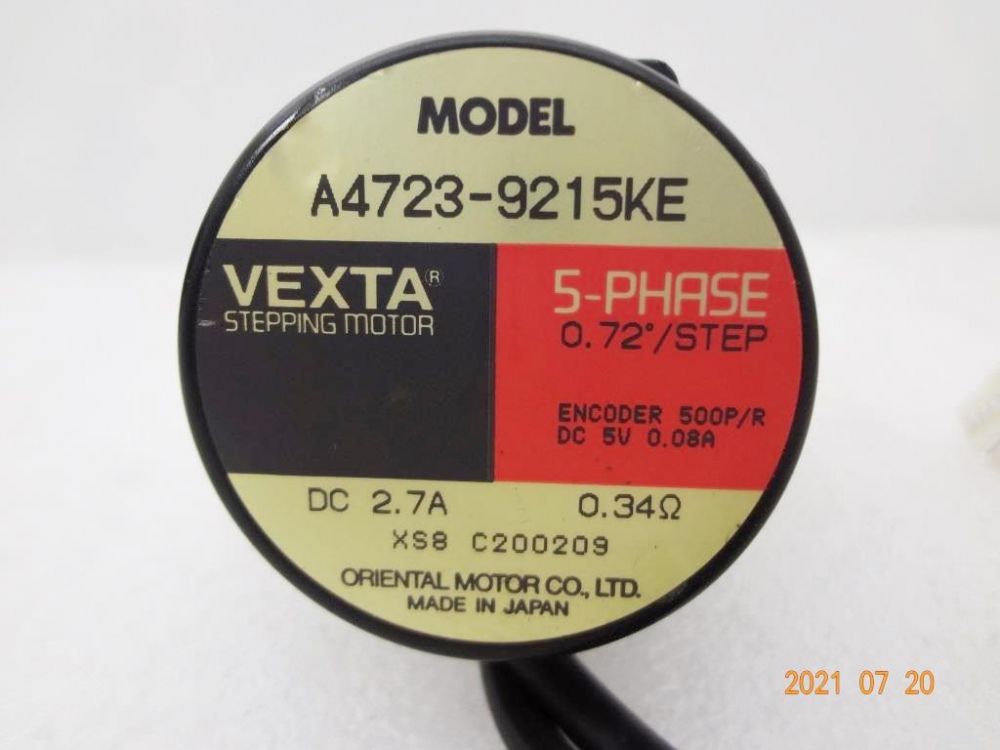 MODEL
A4723-9215KE
VEXTA®
STEPPING MOTOR
5-PHASE
0.72°/STEP
ENCODER 500P/R
DC 5V 0.08A
DC 2.7A 0.34Ω
XS8 C200209
ORIENTAL MOTOR CO., LTD.
MADE IN JAPAN
2021 07 20